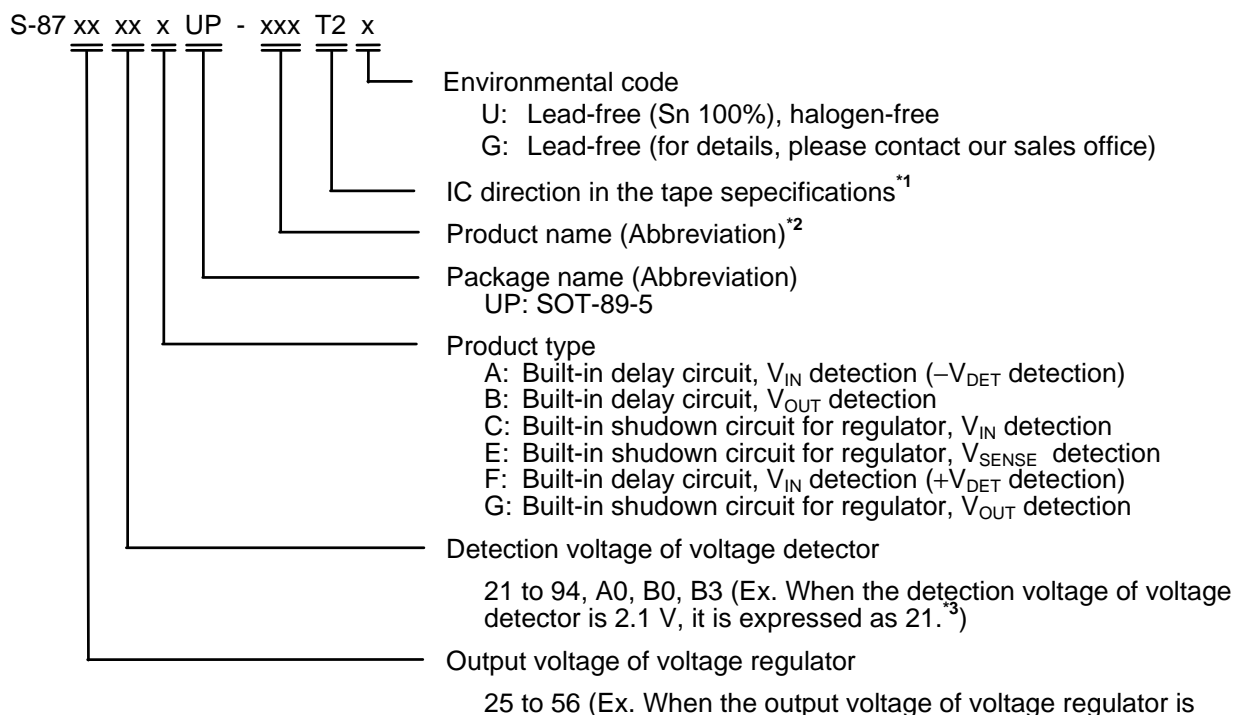 S-87 xx xx x UP - xxx T2 x
Environmental code
U: Lead-free (Sn 100%), halogen-free
G: Lead-free (for details, please contact our sales office)
IC direction in the tape sepecifications*1
Product name (Abbreviation)*2
Package name (Abbreviation)
UP: SOT-89-5
Product type
A: Built-in delay circuit, VIN detection (−VDET detection)
B: Built-in delay circuit, VOUT detection
C: Built-in shudown circuit for regulator, VIN detection
E: Built-in shudown circuit for regulator, VSENSE detection
F: Built-in delay circuit, VIN detection (+VDET detection)
G: Built-in shudown circuit for regulator, VOUT detection
Detection voltage of voltage detector
21 to 94, A0, B0, B3 (Ex. When the detection voltage of voltage
detector is 2.1 V, it is expressed as 21.*3)
Output voltage of voltage regulator
25 to 56 (Ex. When the output voltage of voltage regulator is